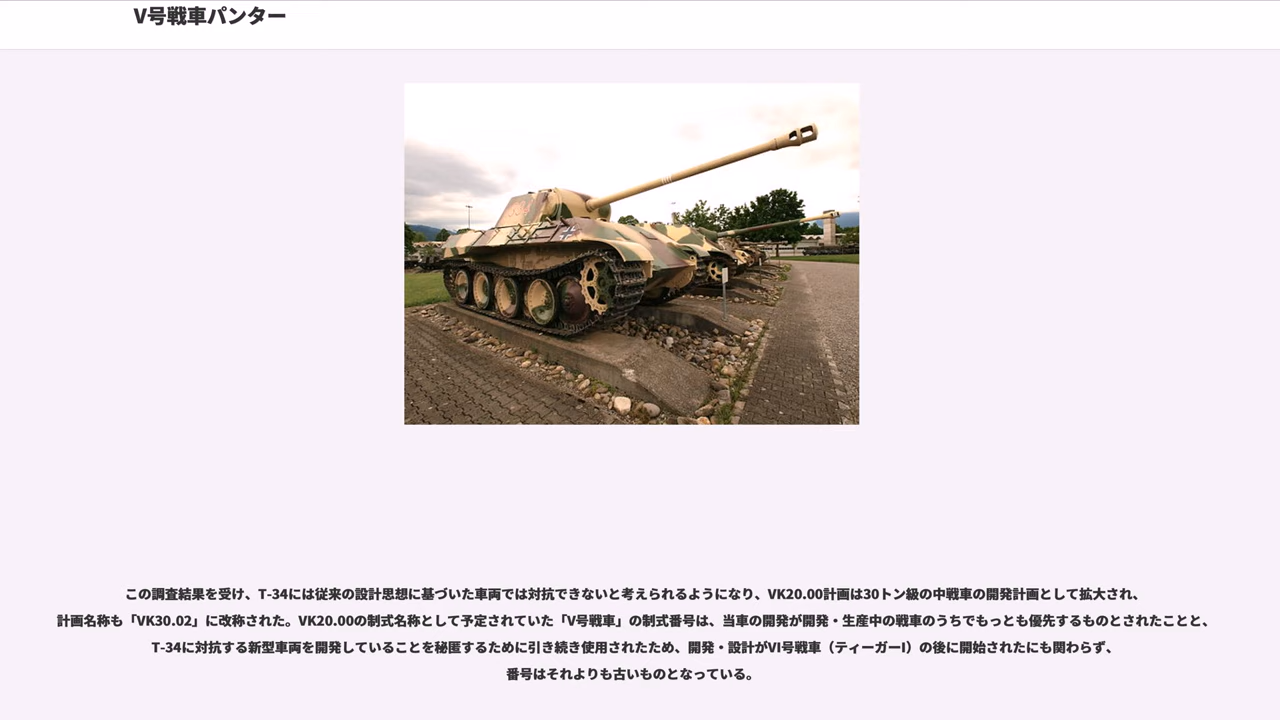 V号戦車パンター
この調査結果を受け、T-34には従来の設計思想に基づいた車両では対抗できないと考えられるようになり、VK20.00計画は30トン級の中戦車の開発計画として拡大され、
計画名称も「VK30.02」に改称された。VK20.00の制式名称として予定されていた「V号戦車」の制式番号は、当車の開発が開発・生産中の戦車のうちでもっとも優先するものとされたことと、
T-34に対抗する新型車両を開発していることを秘匿するために引き続き使用されたため、開発・設計がVI号戦車（ティーガーI）の後に開始されたにも関わらず、
番号はそれよりも古いものとなっている。